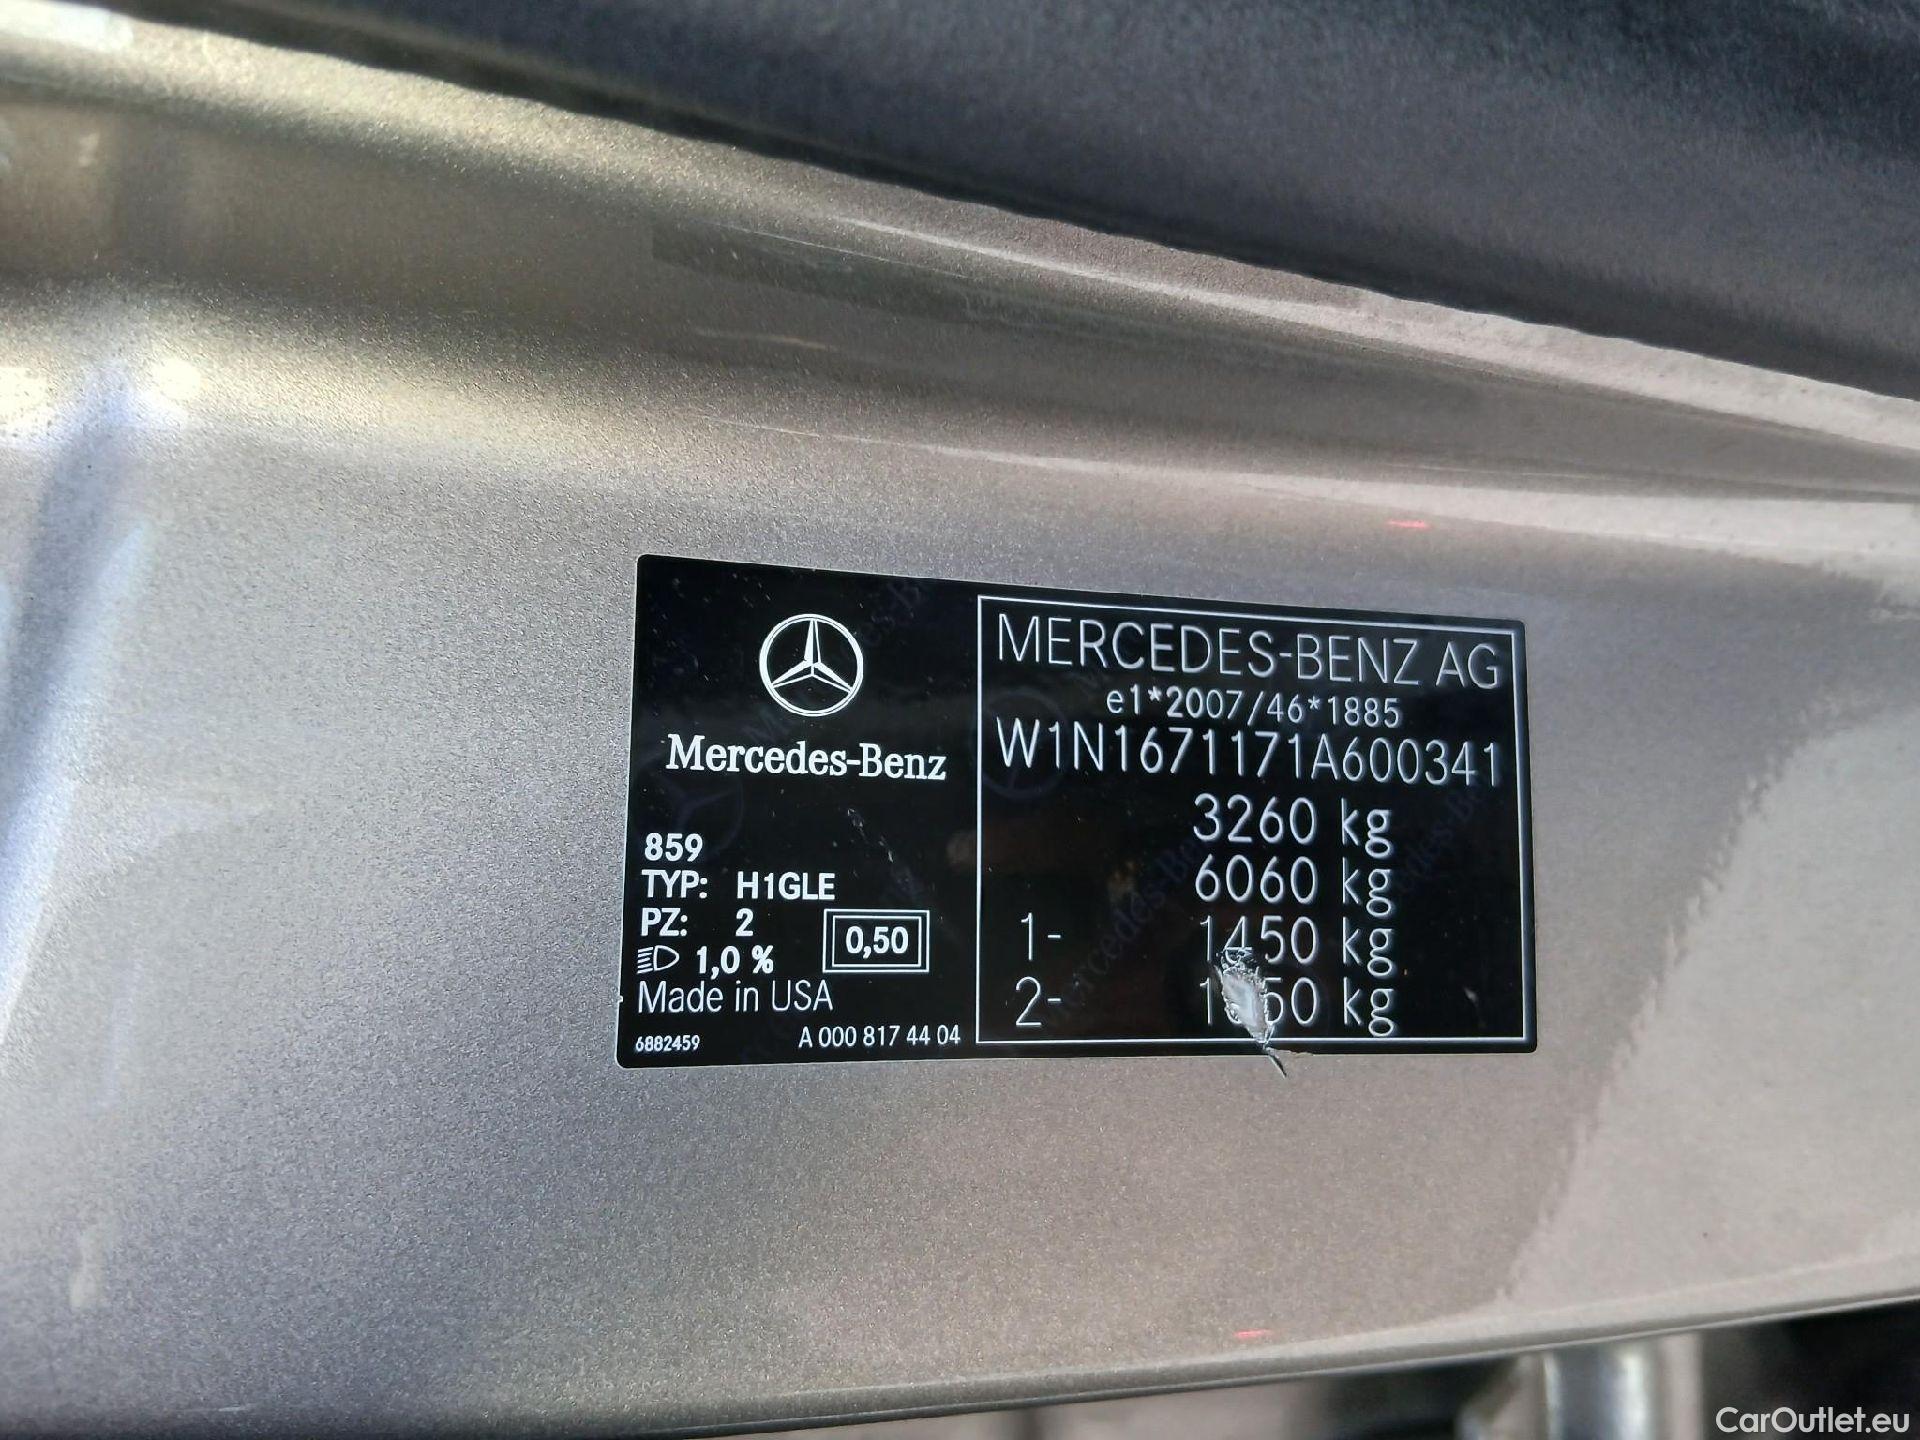 Mercedes-Benz
859
TYP: H1GLE
PZ: 2
1,0 %
0,50
Made in USA
6882459 A 000 817 44 04
MERCEDES-BENZ AG
e1*2007/46*1885
W1N1671171A600341
3260 kg
6060 kg
1- 1450 kg
2- kg
CarOutlet.eu